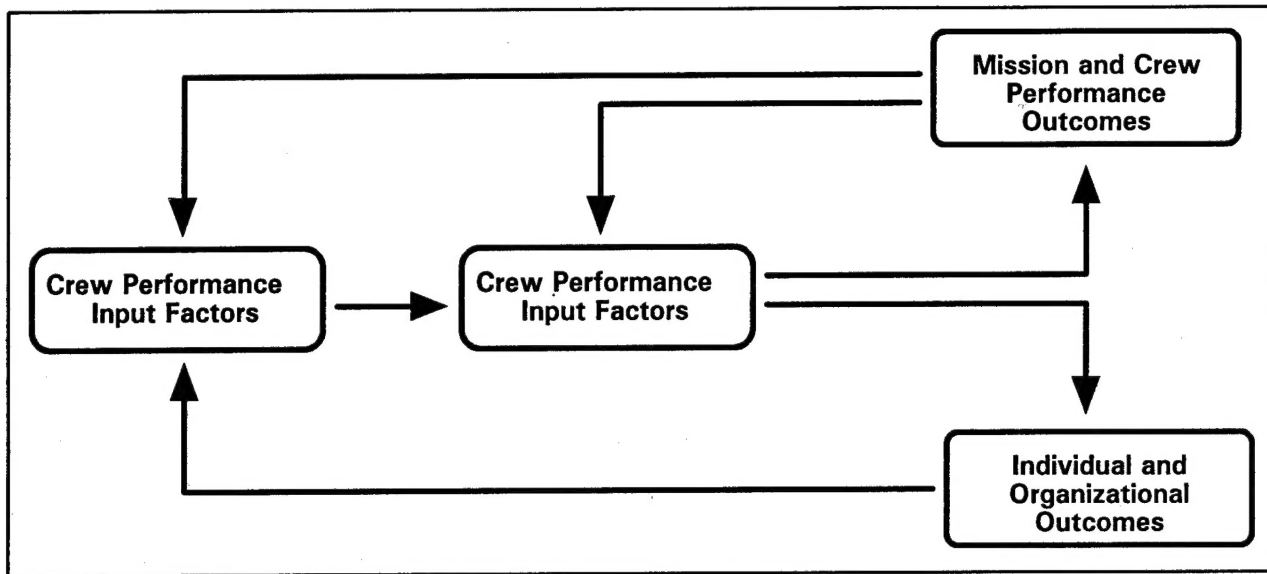 Mission and Crew
Performance
Outcomes
Crew Performance
Input Factors
Crew Performance
Input Factors
Individual and
Organizational
Outcomes